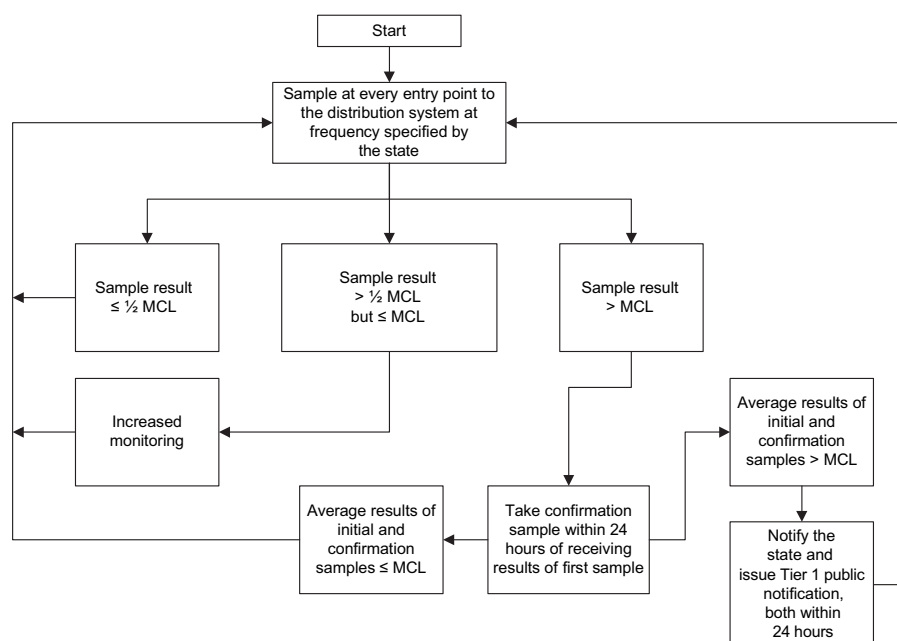 Start
Sample at every entry point to
the distribution system at
frequency specified by
the state
Sample result
≤ ½ MCL
Sample result
> ½ MCL
but ≤ MCL
Sample result
> MCL
Increased
monitoring
Average results of
initial and
confirmation
samples > MCL
Average results of
initial and
confirmation
samples ≤ MCL
Take confirmation
sample within 24
hours of receiving
results of first sample
Notify the
state and
issue Tier 1 public
notification,
both within
24 hours